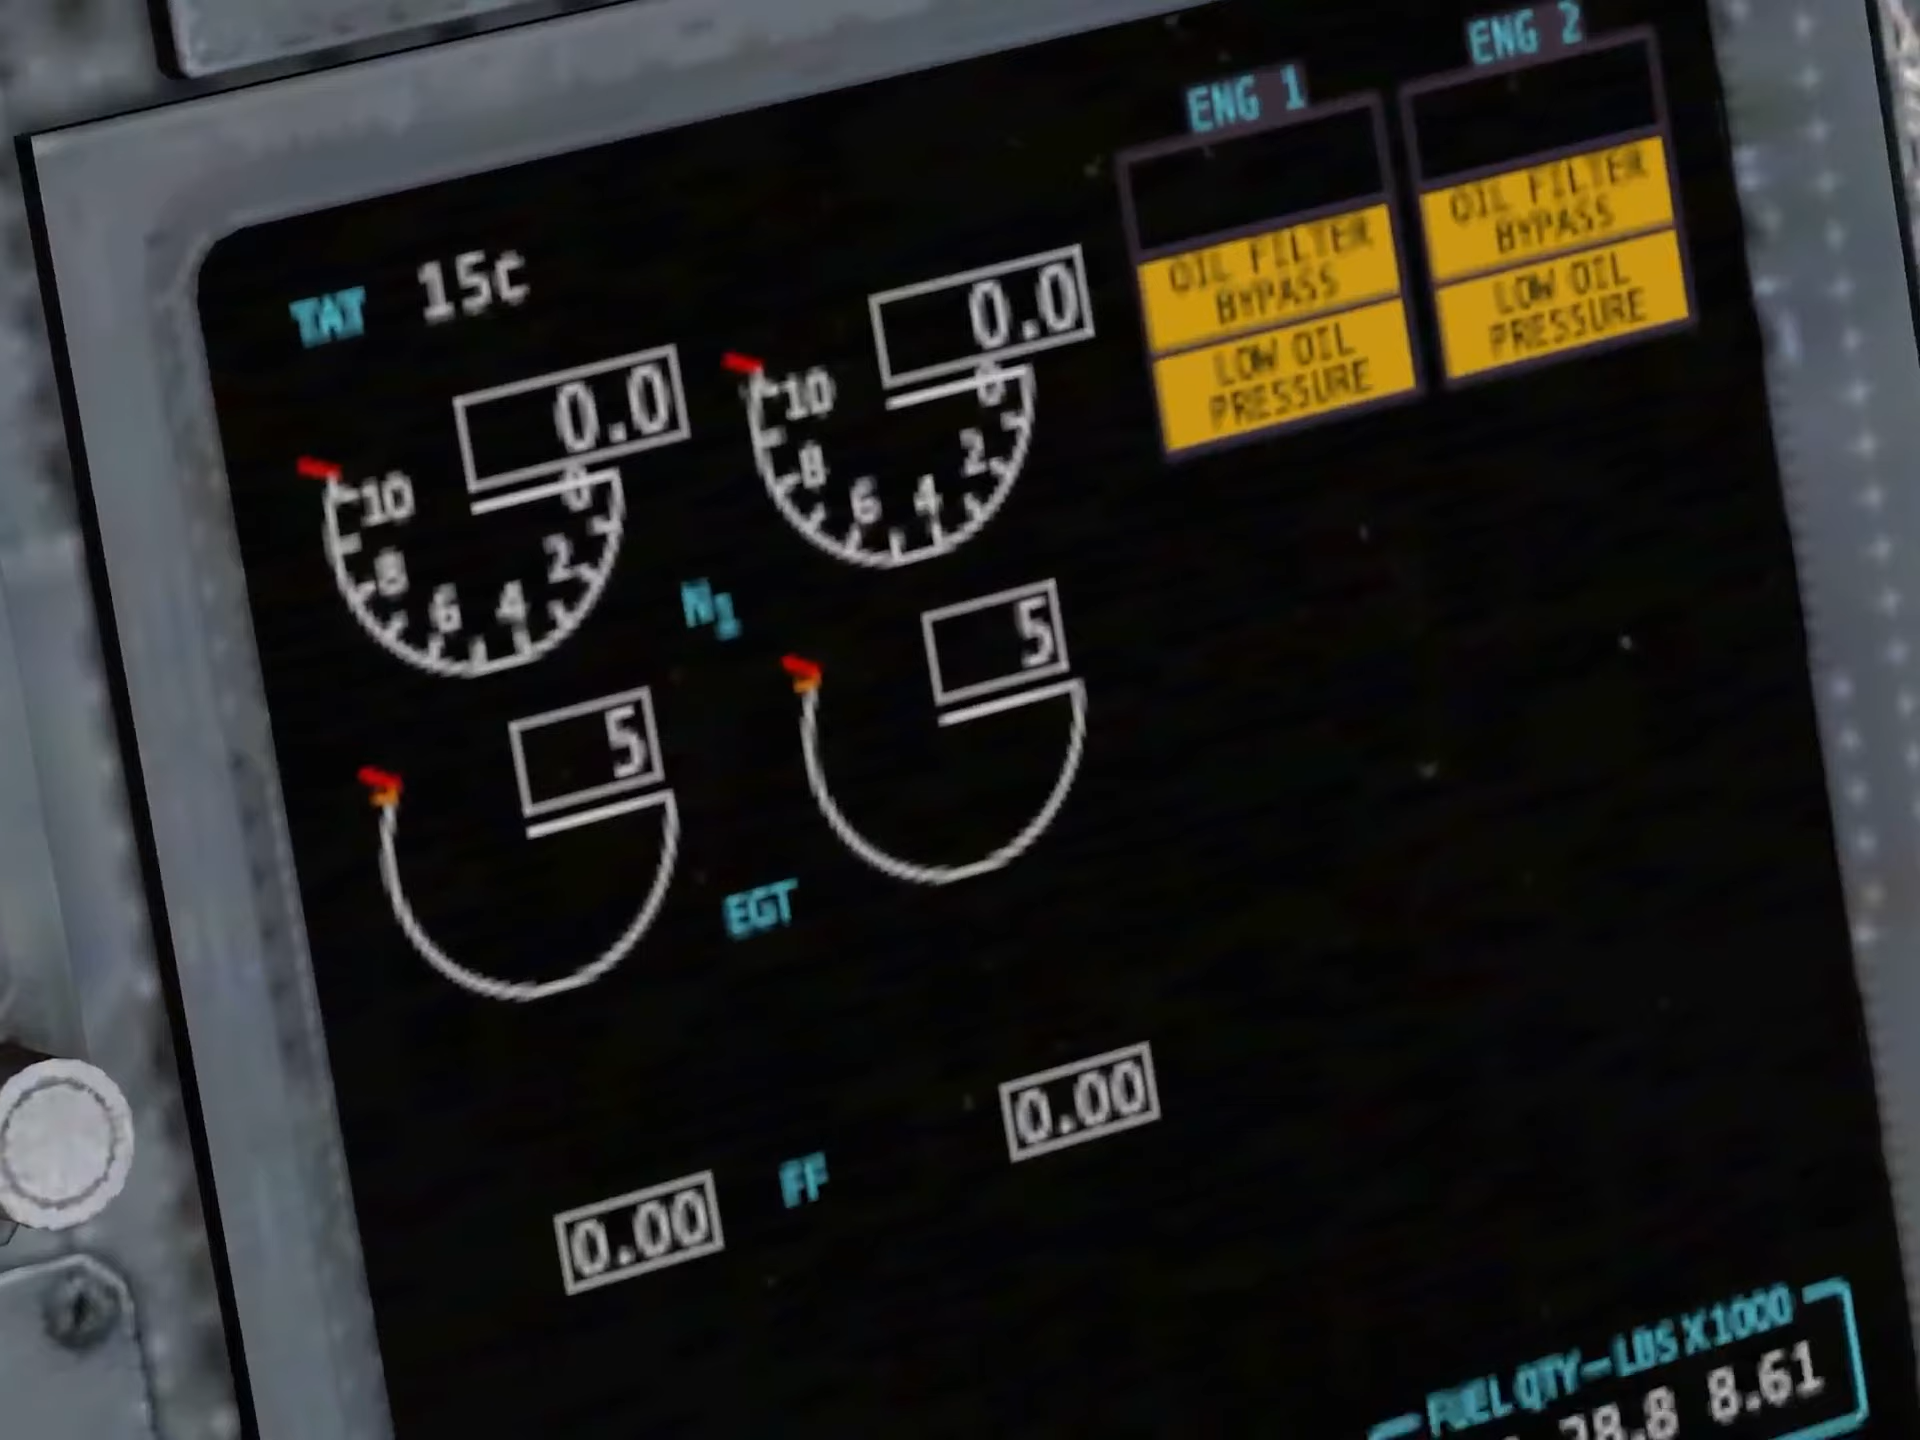 ENG 1
ENG 2
OIL FILTER
BYPASS
LOW OIL
PRESSURE
OIL FILTER
BYPASS
LOW OIL
PRESSURE
TAT 15c
0.0
0.0
10
8
6
4
2
0
10
8
6
4
2
0
N1
5
5
EGT
0.00
FF
0.00
FUEL QTY-LBS X 1000
8.61